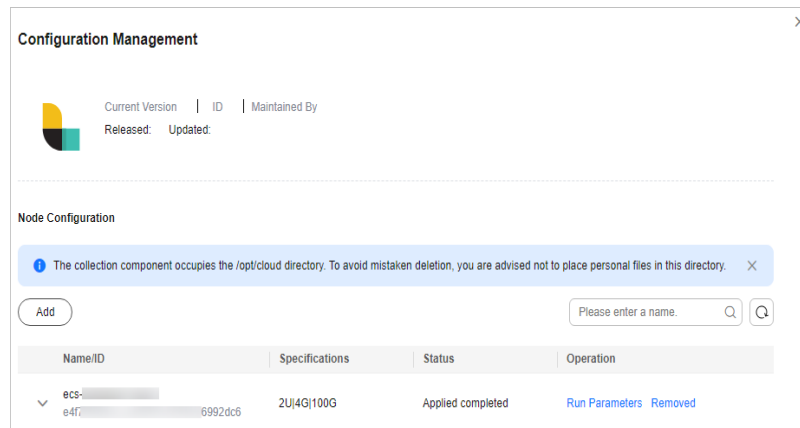 Configuration Management
Current Version | ID | Maintained By
Released: Updated:
Node Configuration
The collection component occupies the /opt/cloud directory. To avoid mistaken deletion, you are advised not to place personal files in this directory.
Add Please enter a name.
Name/ID Specifications Status Operation
ecs-
e4f7 6992dc6
2U|4G|100G Applied completed Run Parameters Removed